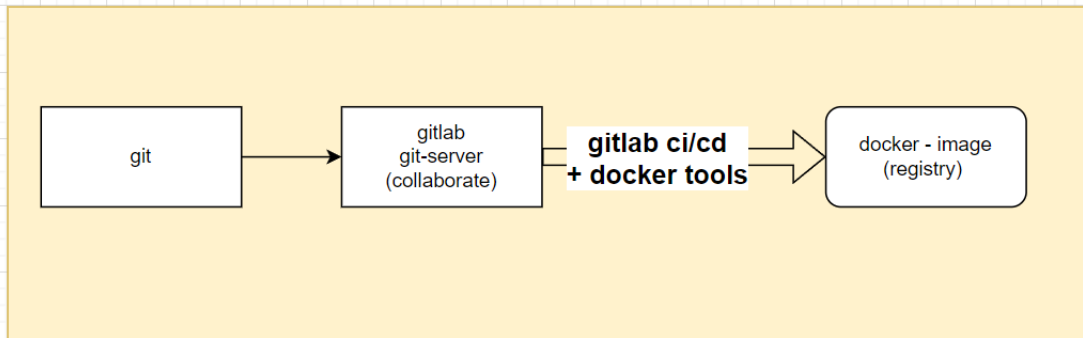 git
gitlab
git-server
(collaborate)
gitlab ci/cd
+ docker tools
docker - image
(registry)